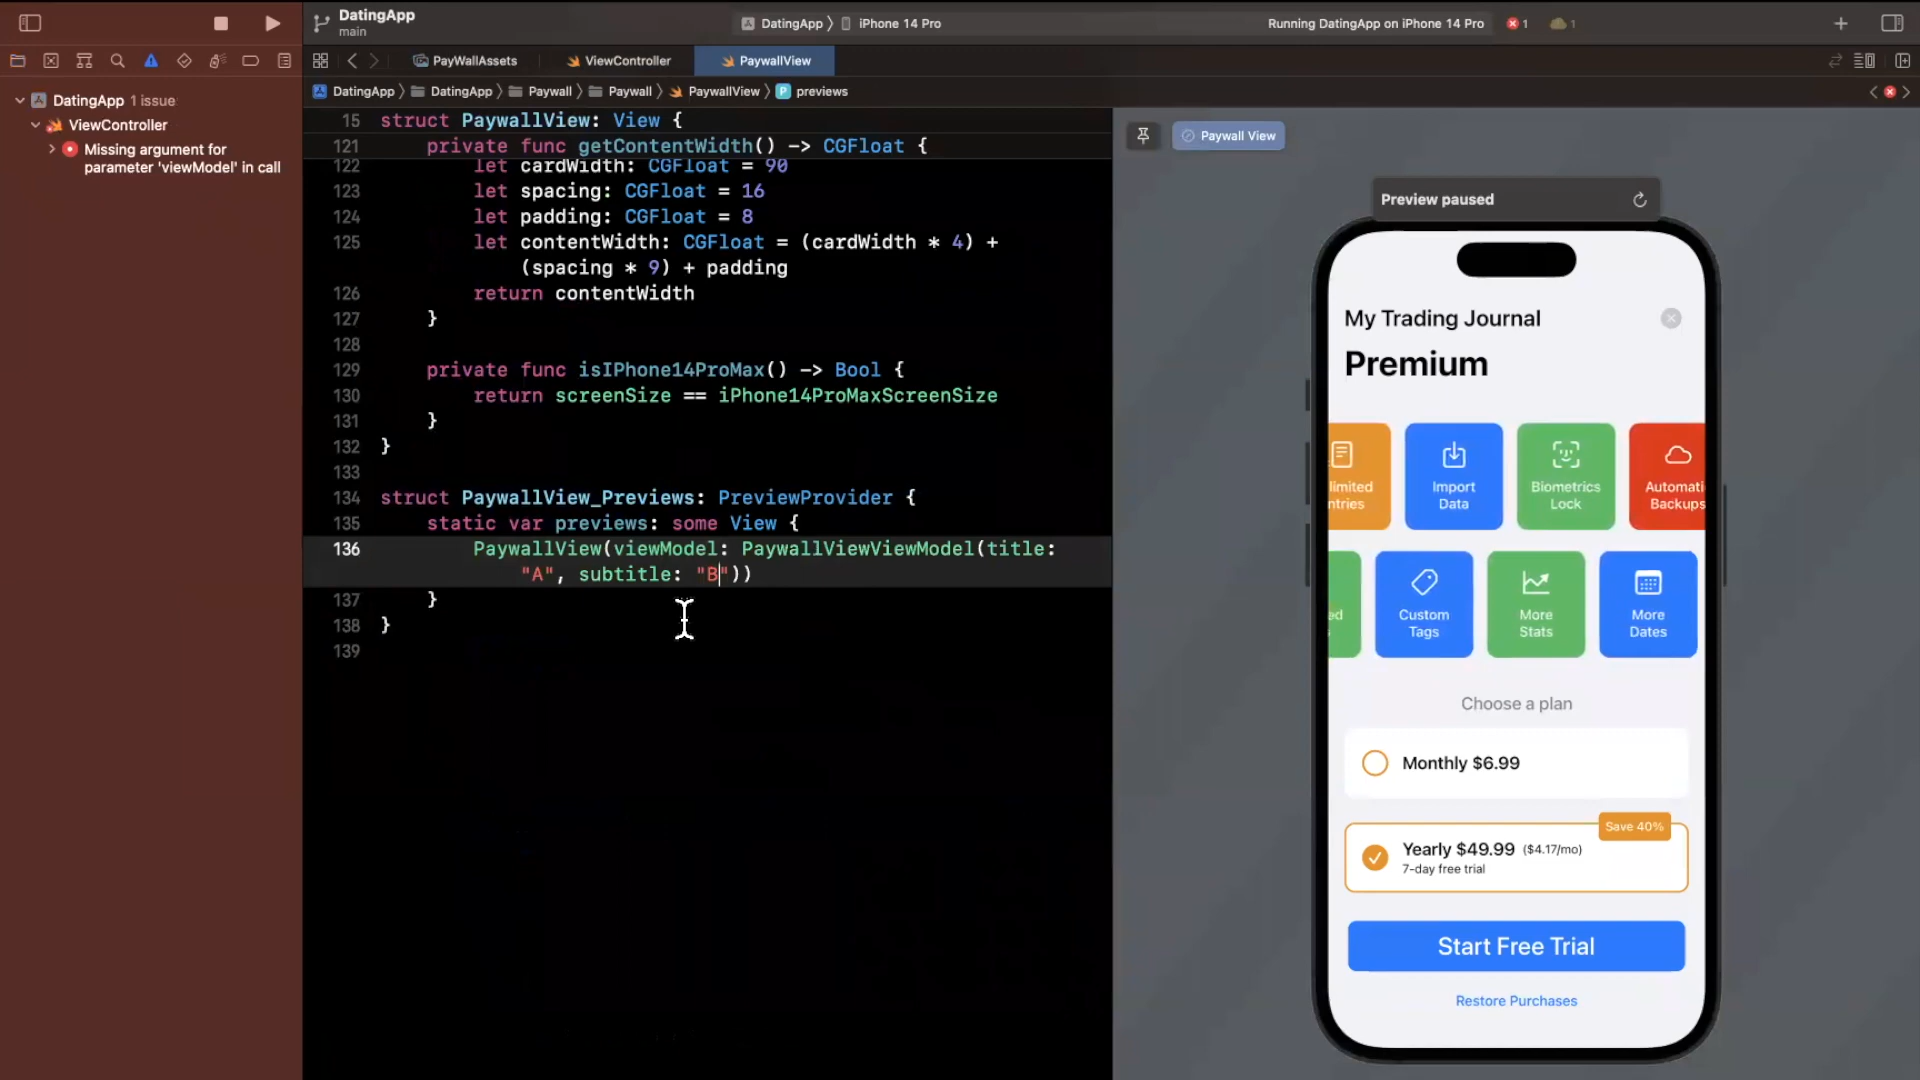 DatingApp
main
DatingApp 〉 iPhone 14 Pro
Running DatingApp on iPhone 14 Pro
1
1
PayWallAssets
ViewController
PaywallView
DatingApp 〉 DatingApp 〉 Paywall 〉 Paywall 〉 PaywallView 〉 P previews
DatingApp 1 issue
ViewController
Missing argument for
parameter 'viewModel' in call
15 struct PaywallView: View {
121 private func getContentWidth() -> CGFloat {
122 let cardWidth: CGFloat = 90
123 let spacing: CGFloat = 16
124 let padding: CGFloat = 8
125 let contentWidth: CGFloat = (cardWidth * 4) +
(spacing * 9) + padding
126 return contentWidth
127 }
128
129 private func isIPhone14ProMax() -> Bool {
130 return screenSize == iPhone14ProMaxScreenSize
131 }
132 }
133
134 struct PaywallView_Previews: PreviewProvider {
135 static var previews: some View {
136 PaywallView(viewModel: PaywallViewViewModel(title:
"A", subtitle: "B"))
137 }
138 }
139
Paywall View
Preview paused
My Trading Journal
Premium
limited
ntries
Import
Data
Biometrics
Lock
Automati
Backups
ed
Custom
Tags
More
Stats
More
Dates
Choose a plan
Monthly $6.99
Save 40%
Yearly $49.99 ($4.17/mo)
7-day free trial
Start Free Trial
Restore Purchases